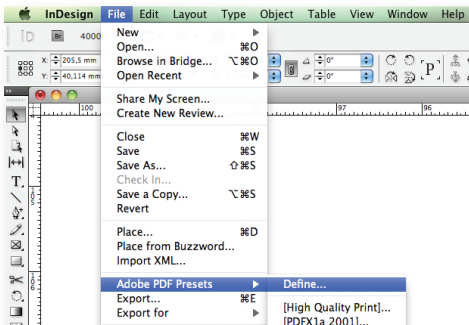 InDesign File Edit Layout Type Object Table View Window Help
Br 4000
New
Open... ⌘O
Browse in Bridge... ⌥⌘O
Open Recent
X: 205,5 mm
Y: 40,114 mm
0°
0°
P
Share My Screen...
Create New Review...
100 97 96
Close ⌘W
Save ⌘S
Save As... ⇧⌘S
Check In...
Save a Copy... ⌥⌘S
Revert
Place... ⌘D
Place from Buzzword...
Import XML...
Adobe PDF Presets Define...
Export... ⌘E
Export for
[High Quality Print]...
[PDFX1a 2001]...